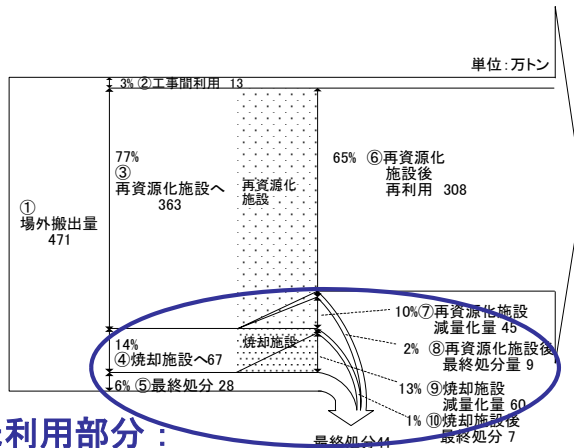 単位：万トン
3% ②工事間利用 13
77%
③
再資源化施設へ
363
再資源化
施設
65% ⑥再資源化
施設後
再利用 308
①
場外搬出量
471
10%⑦再資源化施設
減量化量 45
14%
④焼却施設へ67
焼却施設
2% ⑧再資源化施設後
最終処分量 9
6% ⑤最終処分 28
13% ⑨焼却施設
減量化量 60
1% ⑩焼却施設後
最終処分 7
利用部分：
最終処分44